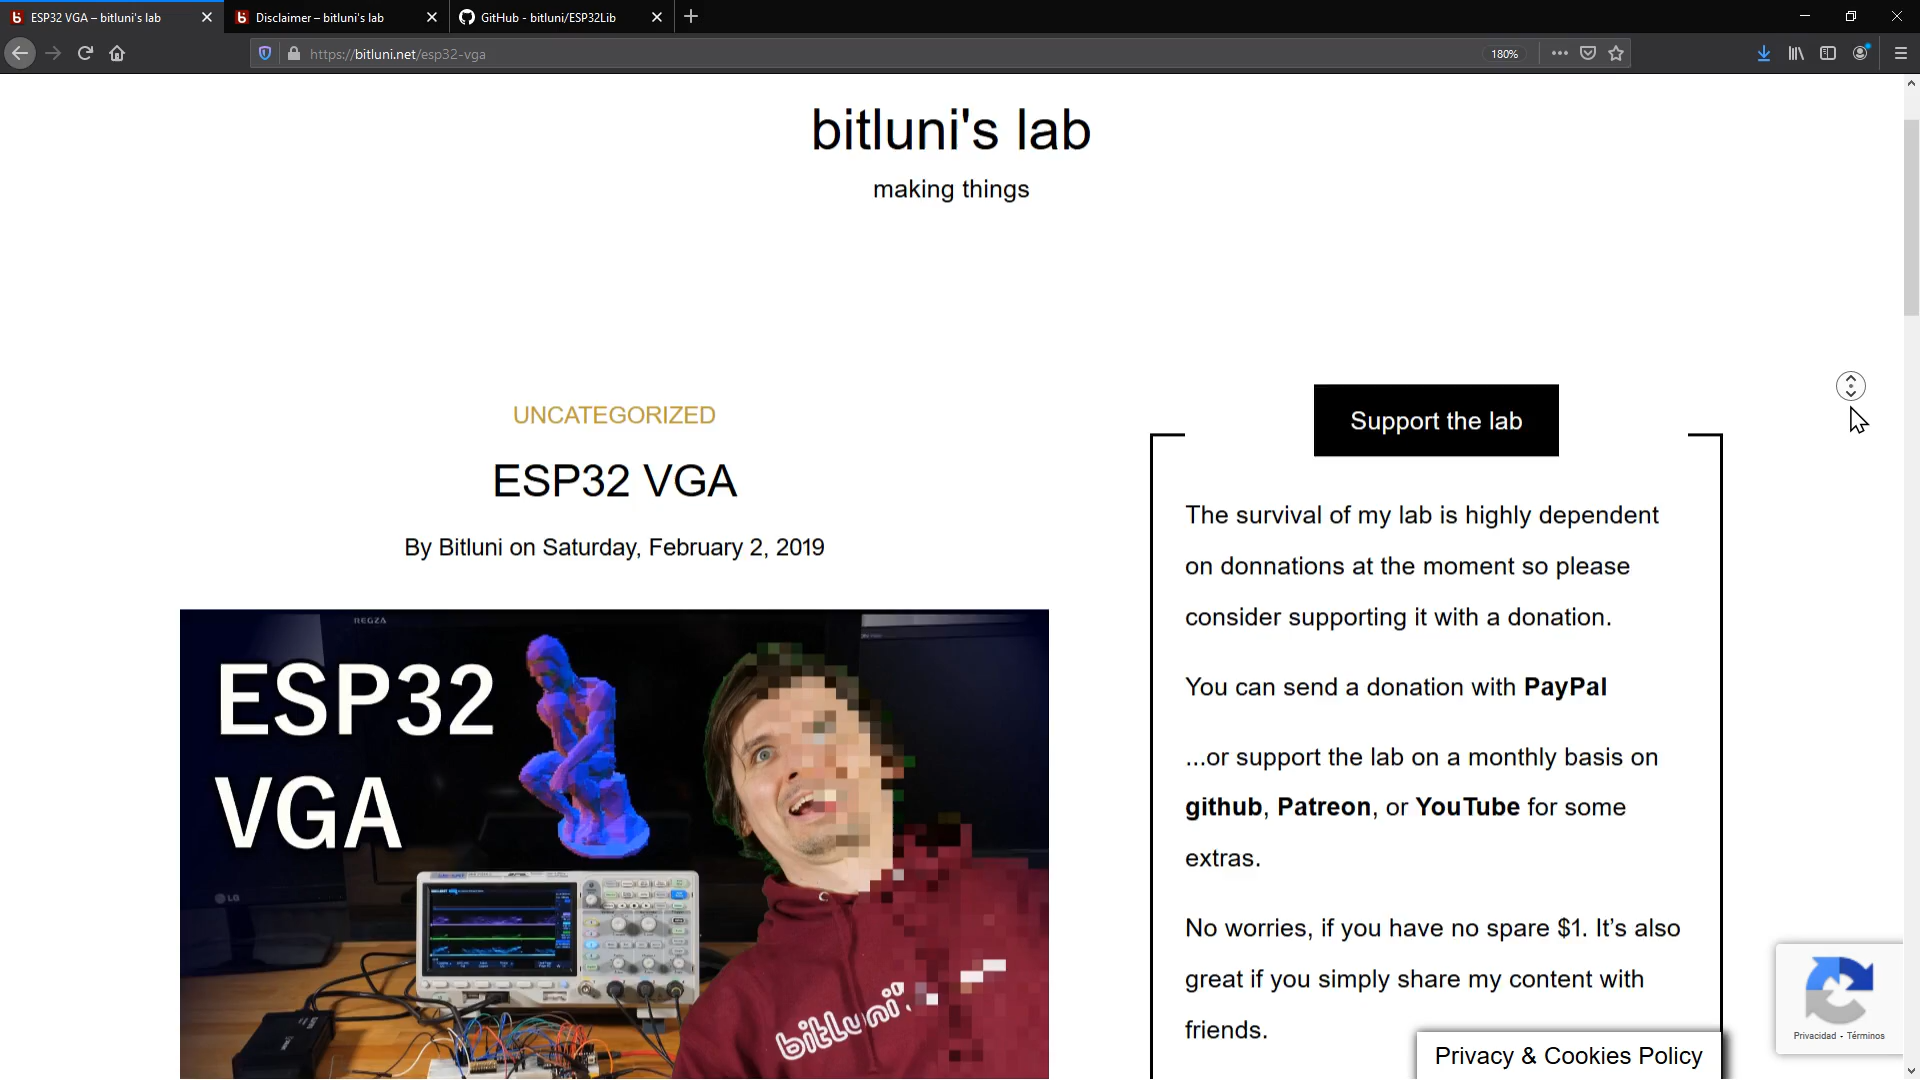 ESP32 VGA – bitluni's lab
Disclaimer – bitluni's lab
GitHub - bitluni/ESP32Lib
https://bitluni.net/esp32-vga
180%
bitluni's lab
making things
UNCATEGORIZED
ESP32 VGA
By Bitluni on Saturday, February 2, 2019
REGZA
ESP32
VGA
LG
bitluni
Support the lab
The survival of my lab is highly dependent
on donnations at the moment so please
consider supporting it with a donation.
You can send a donation with PayPal
...or support the lab on a monthly basis on
github, Patreon, or YouTube for some
extras.
No worries, if you have no spare $1. It’s also
great if you simply share my content with
friends.
Privacy & Cookies Policy
Privacidad - Términos